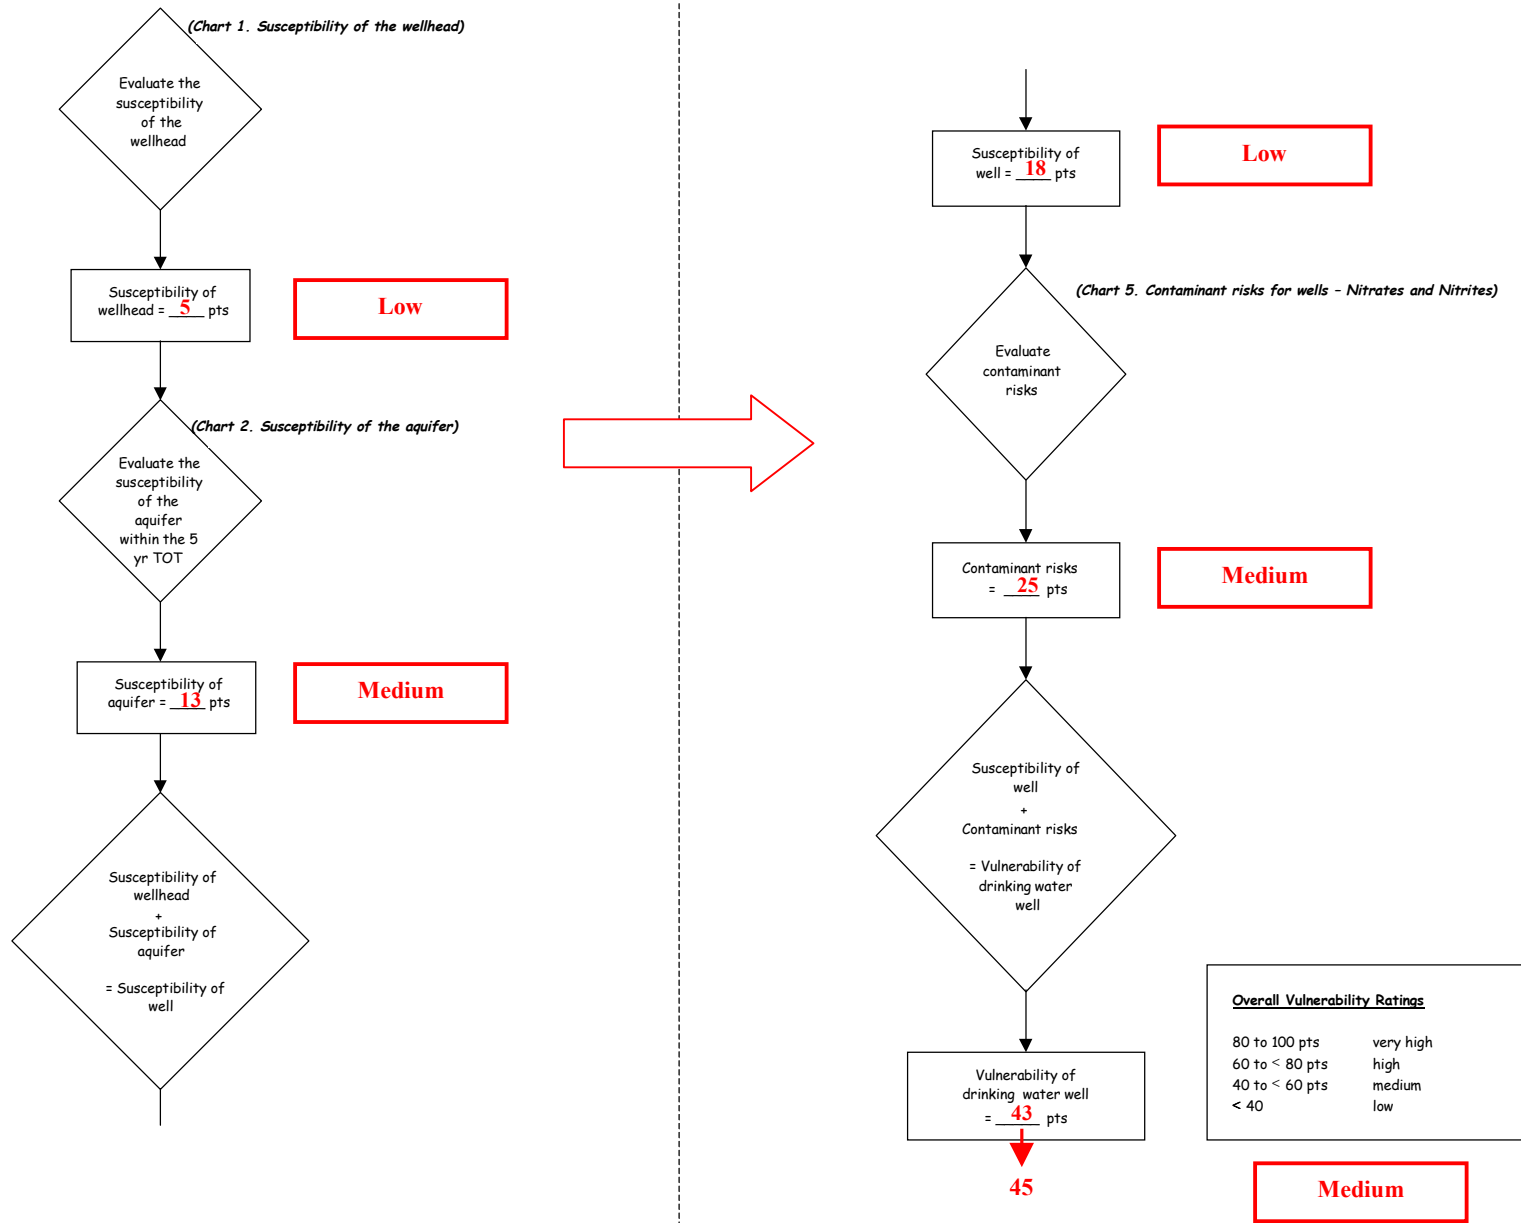 (Chart 1. Susceptibility of the wellhead)
Evaluate the
susceptibility
of the
wellhead
Susceptibility of
wellhead = 5 pts
Low
(Chart 2. Susceptibility of the aquifer)
Evaluate the
susceptibility
of the
aquifer
within the 5
yr TOT
Susceptibility of
aquifer = 13 pts
Medium
Susceptibility of
wellhead
+
Susceptibility of
aquifer
= Susceptibility of
well
Susceptibility of
well = 18 pts
Low
(Chart 5. Contaminant risks for wells – Nitrates and Nitrites)
Evaluate
contaminant
risks
Contaminant risks
= 25 pts
Medium
Susceptibility of
well
+
Contaminant risks
= Vulnerability of
drinking water
well
Vulnerability of
drinking water well
= 43 pts
45
Overall Vulnerability Ratings
80 to 100 pts very high
60 to < 80 pts high
40 to < 60 pts medium
< 40 low
Medium